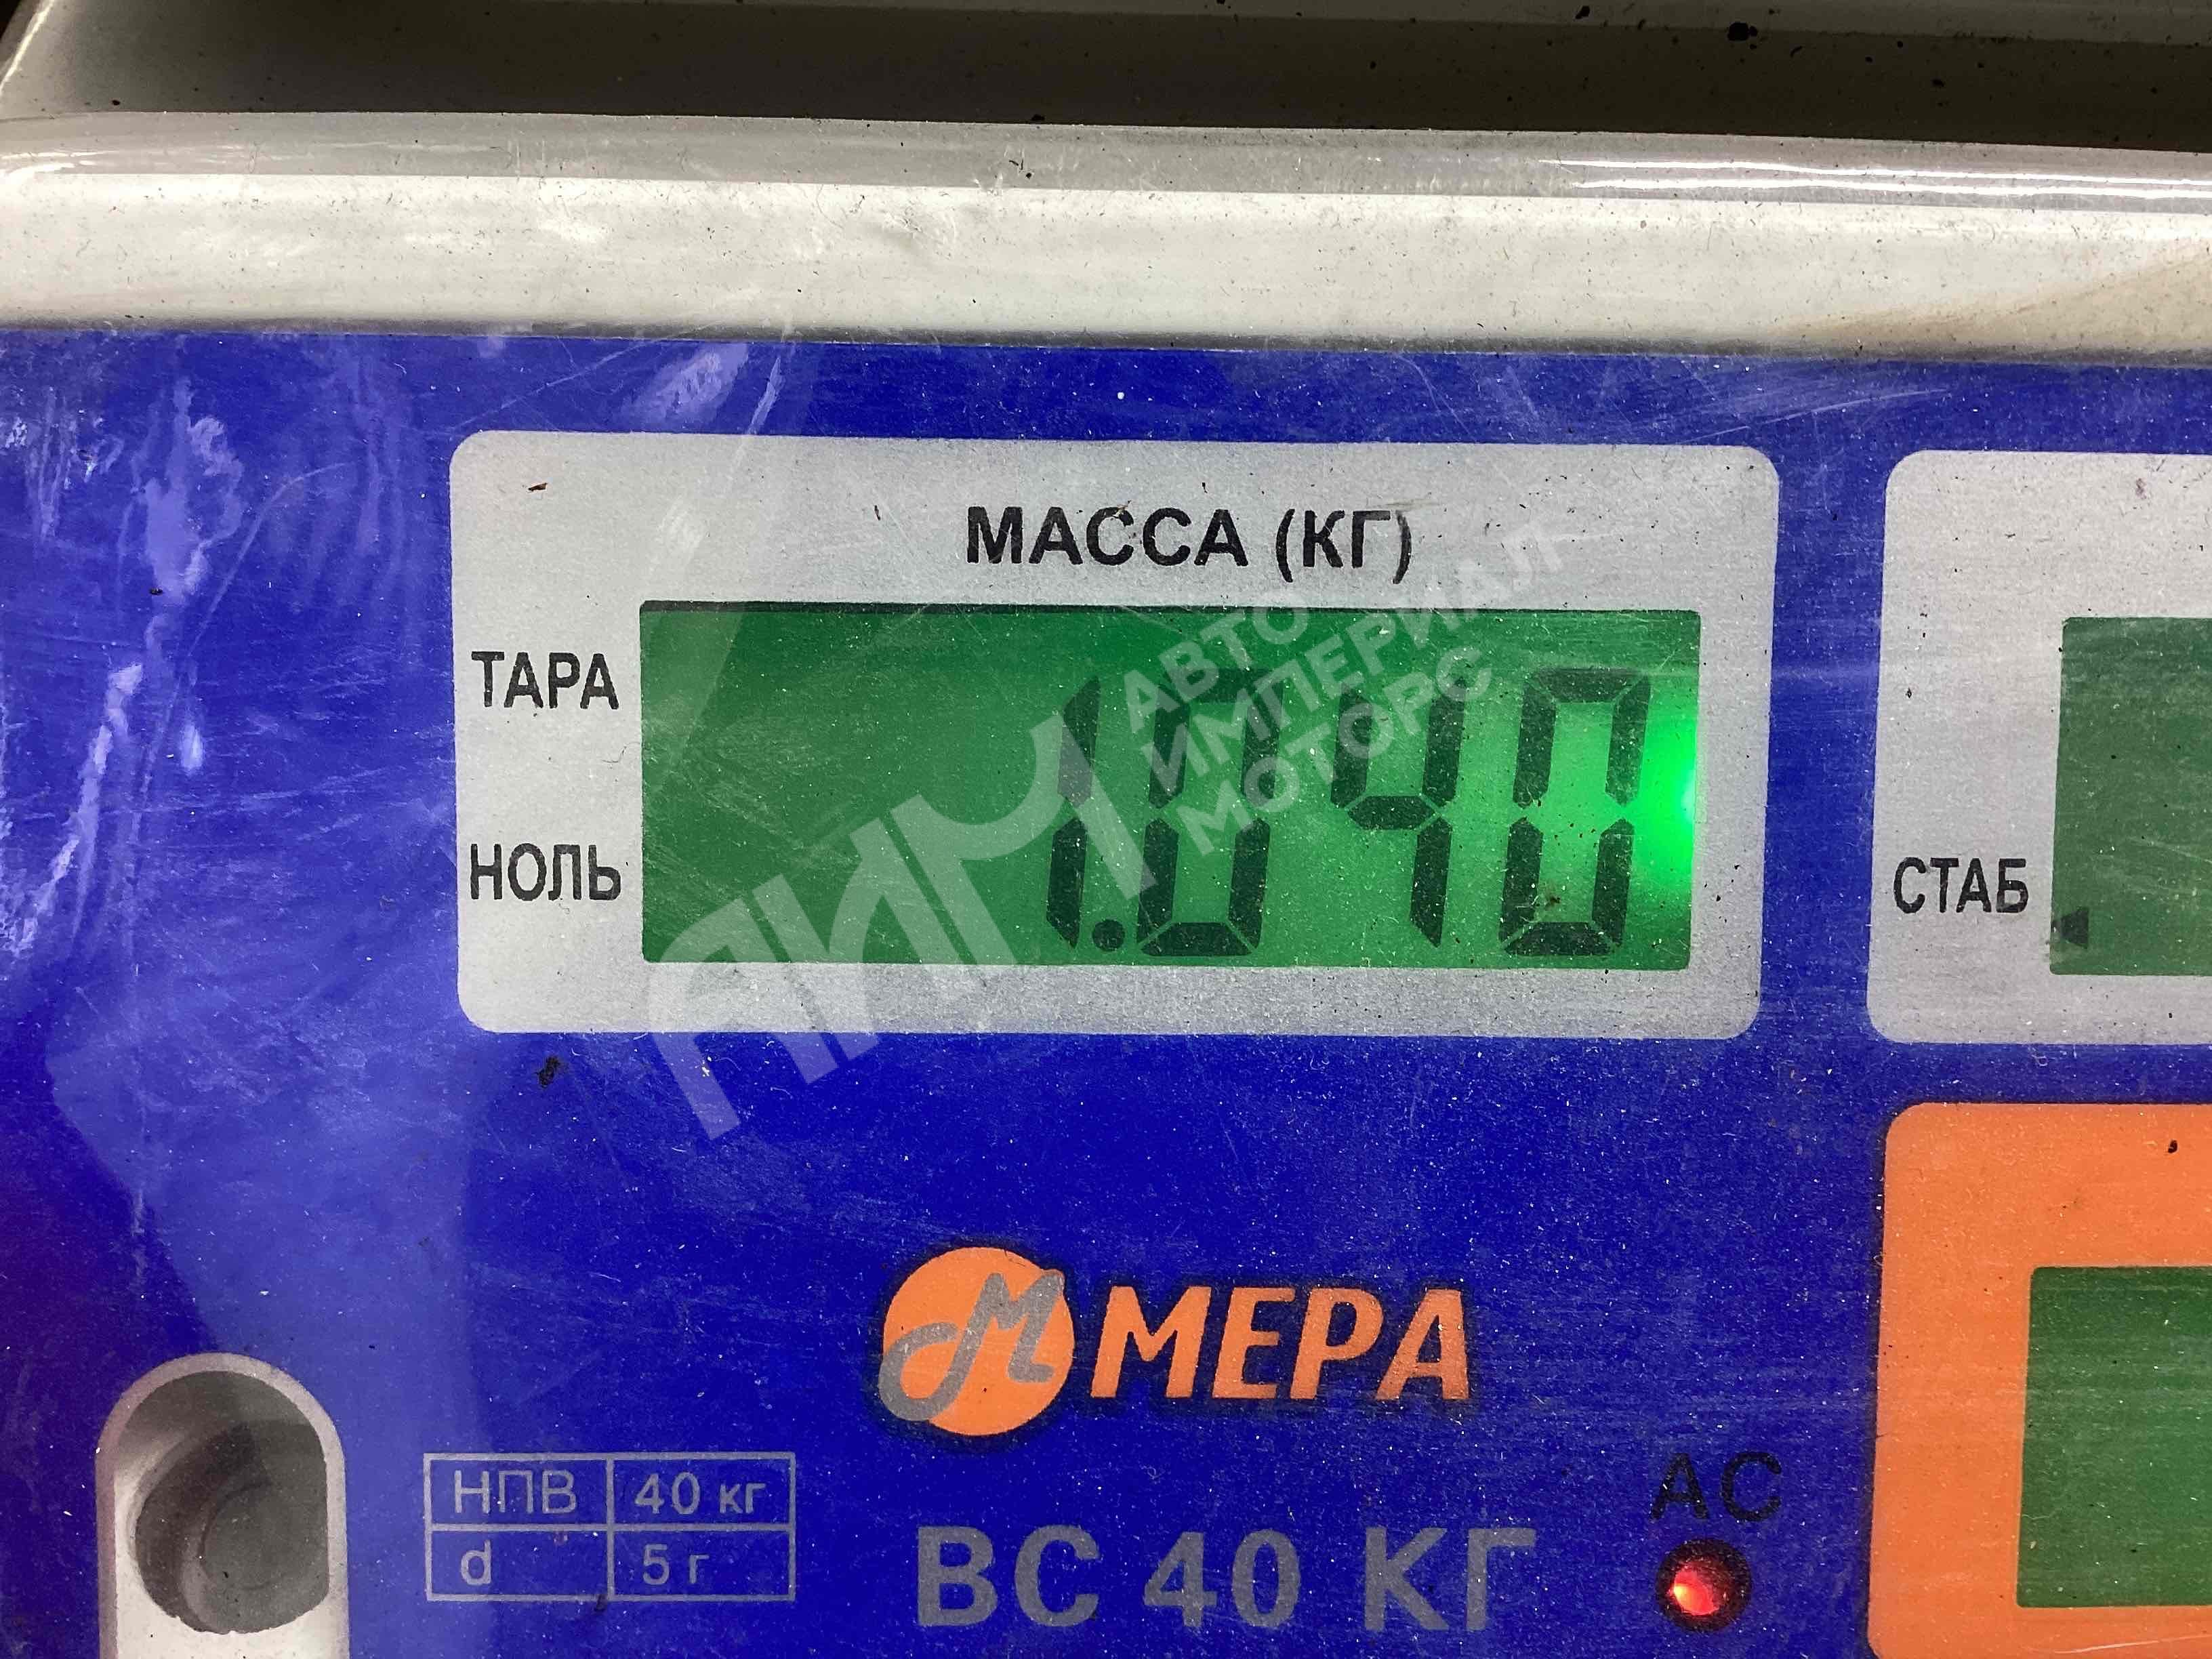 МАССА (КГ)
ТАРА
1.040
НОЛЬ
СТАБ
АИМ
АВТО
ИМПЕРИАЛ
МОТОРС
М МЕРА
НПВ 40 кг
d 5 г
ВС 40 КГ
АС